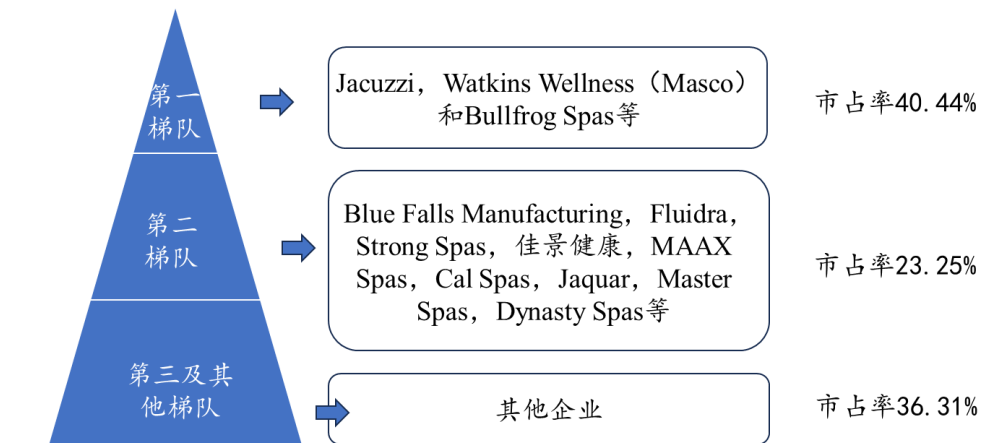 第一
梯队
Jacuzzi，Watkins Wellness（Masco）
和Bullfrog Spas等
市占率40.44%
第二
梯队
Blue Falls Manufacturing，Fluidra，
Strong Spas，佳景健康，MAAX
Spas，Cal Spas，Jaquar，Master
Spas，Dynasty Spas等
市占率23.25%
第三及其
他梯队
其他企业
市占率36.31%